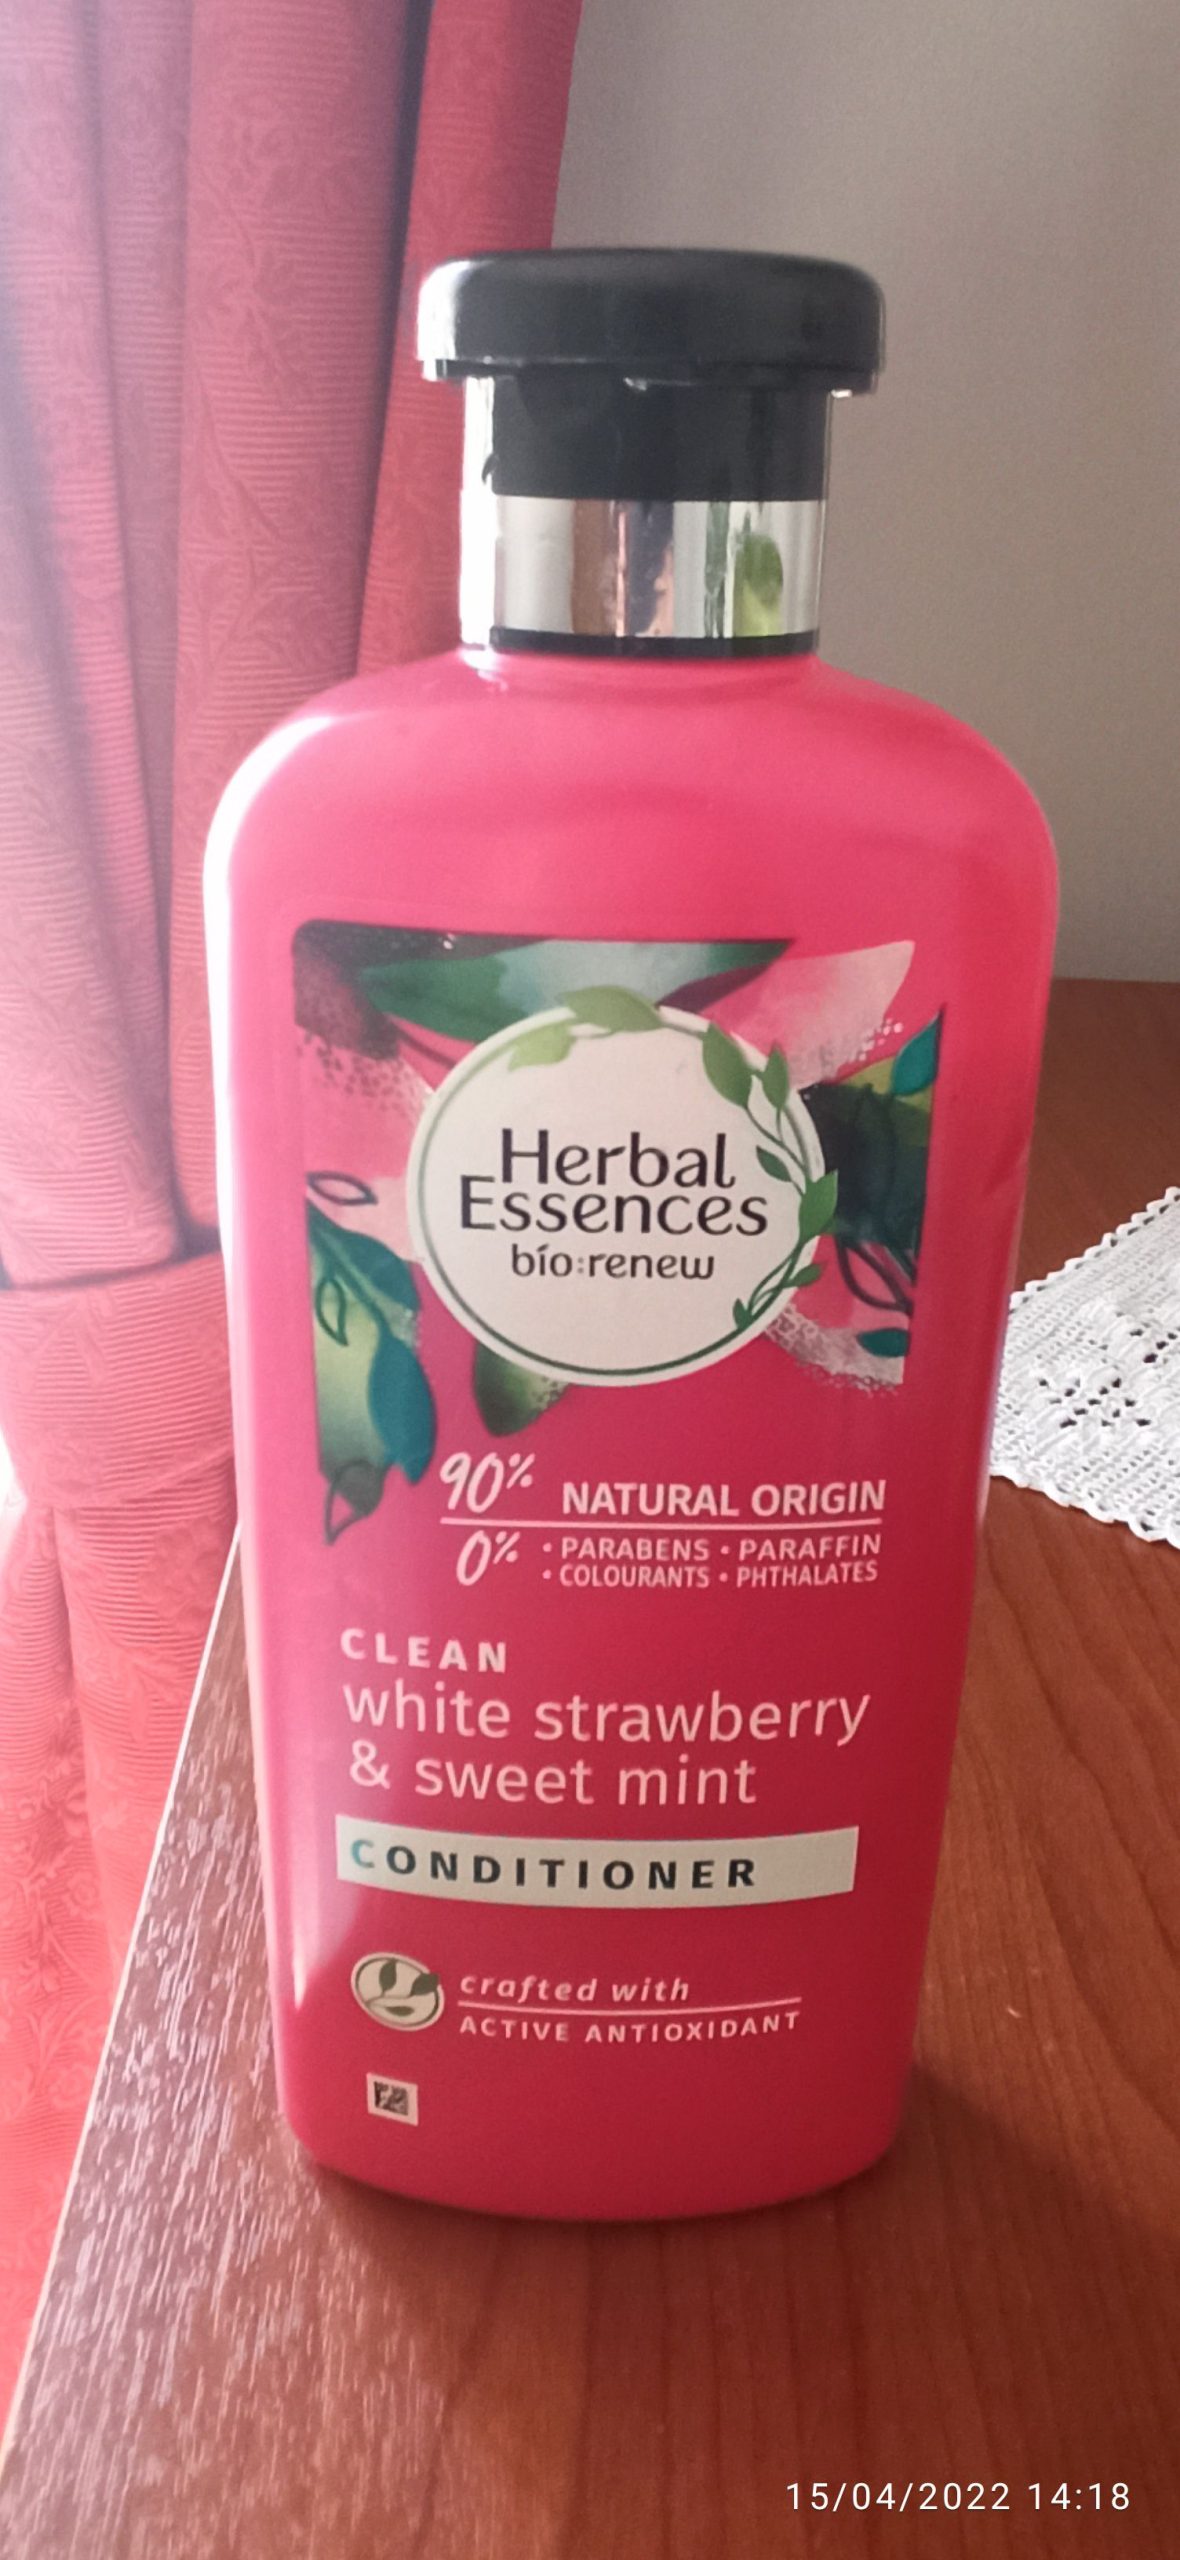 Herbal
Essences
bío:renew
90% NATURAL ORIGIN
0% • PARABENS • PARAFFIN
• COLOURANTS • PHTHALATES
CLEAN
white strawberry
& sweet mint
CONDITIONER
crafted with
ACTIVE ANTIOXIDANT
15/04/2022 14:18